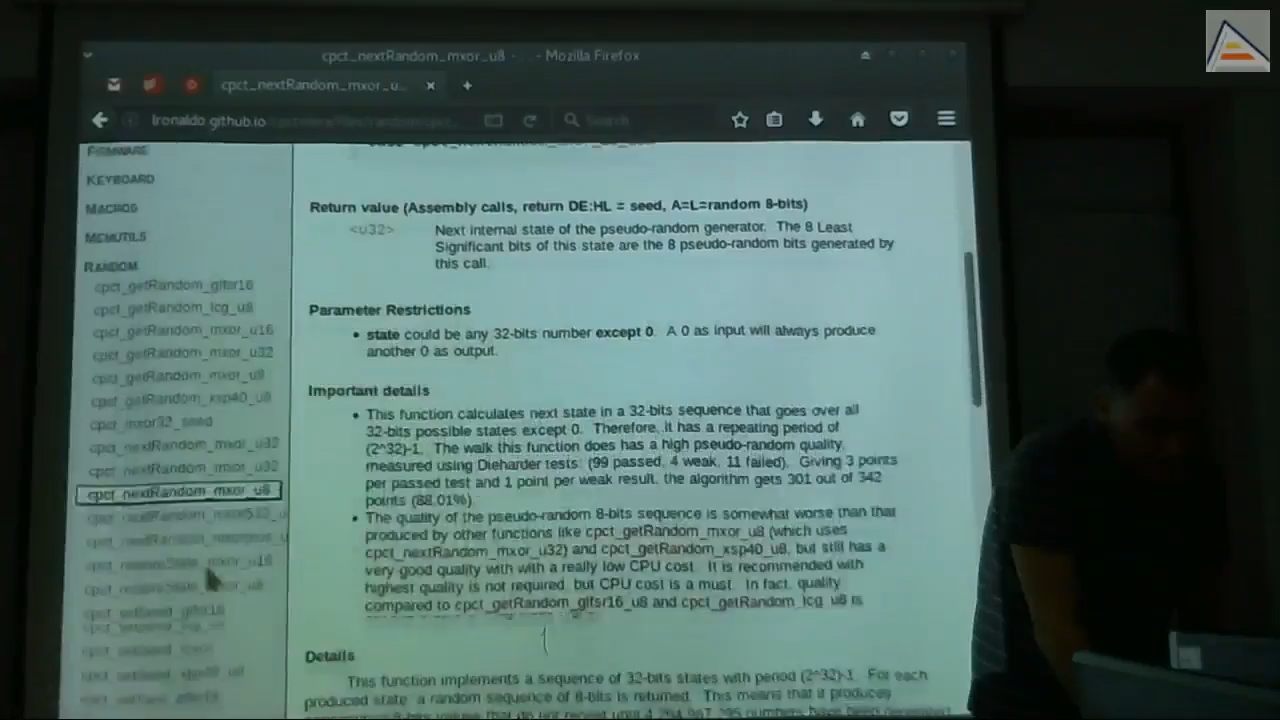 cpct_nextRandom_mxor_u8 - Mozilla Firefox
cpct_nextRandom_mxor_u...
lronaldo.github.io
Search
FIRMWARE
KEYBOARD
MACROS
MEMUTILS
RANDOM
cpct_getRandom_glfsr16
cpct_getRandom_lcg_u8
cpct_getRandom_mxor_u16
cpct_getRandom_mxor_u32
cpct_getRandom_mxor_u8
cpct_getRandom_xsp40_u8
cpct_mxor32_seed
cpct_nextRandom_mxor_u32
cpct_nextRandom_mxor_u32
cpct_nextRandom_mxor_u8
cpct_restoreState_mxor_u16
cpct_setSeed_glfsr16
cpct_setSeed_mxor
Return value (Assembly calls, return DE:HL = seed, A=L=random 8-bits)
<u32> Next internal state of the pseudo-random generator. The 8 Least
Significant bits of this state are the 8 pseudo-random bits generated by
this call.
Parameter Restrictions
• state could be any 32-bits number except 0. A 0 as input will always produce
another 0 as output.
Important details
• This function calculates next state in a 32-bits sequence that goes over all
32-bits possible states except 0. Therefore, it has a repeating period of
(2^32)-1. The walk this function does has a high pseudo-random quality,
measured using Dieharder tests: (99 passed, 4 weak, 11 failed). Giving 3 points
per passed test and 1 point per weak result, the algorithm gets 301 out of 342
points (88.01%).
• The quality of the pseudo-random 8-bits sequence is somewhat worse than that
produced by other functions like cpct_getRandom_mxor_u8 (which uses
cpct_nextRandom_mxor_u32) and cpct_getRandom_xsp40_u8, but still has a
very good quality with with a really low CPU cost. It is recommended with
highest quality is not required, but CPU cost is a must. In fact, quality
compared to cpct_getRandom_glfsr16_u8 and cpct_getRandom_lcg_u8 is
Details
This function implements a sequence of 32-bits states with period (2^32)-1. For each
produced state, a random sequence of 8-bits is returned. This means that it produces